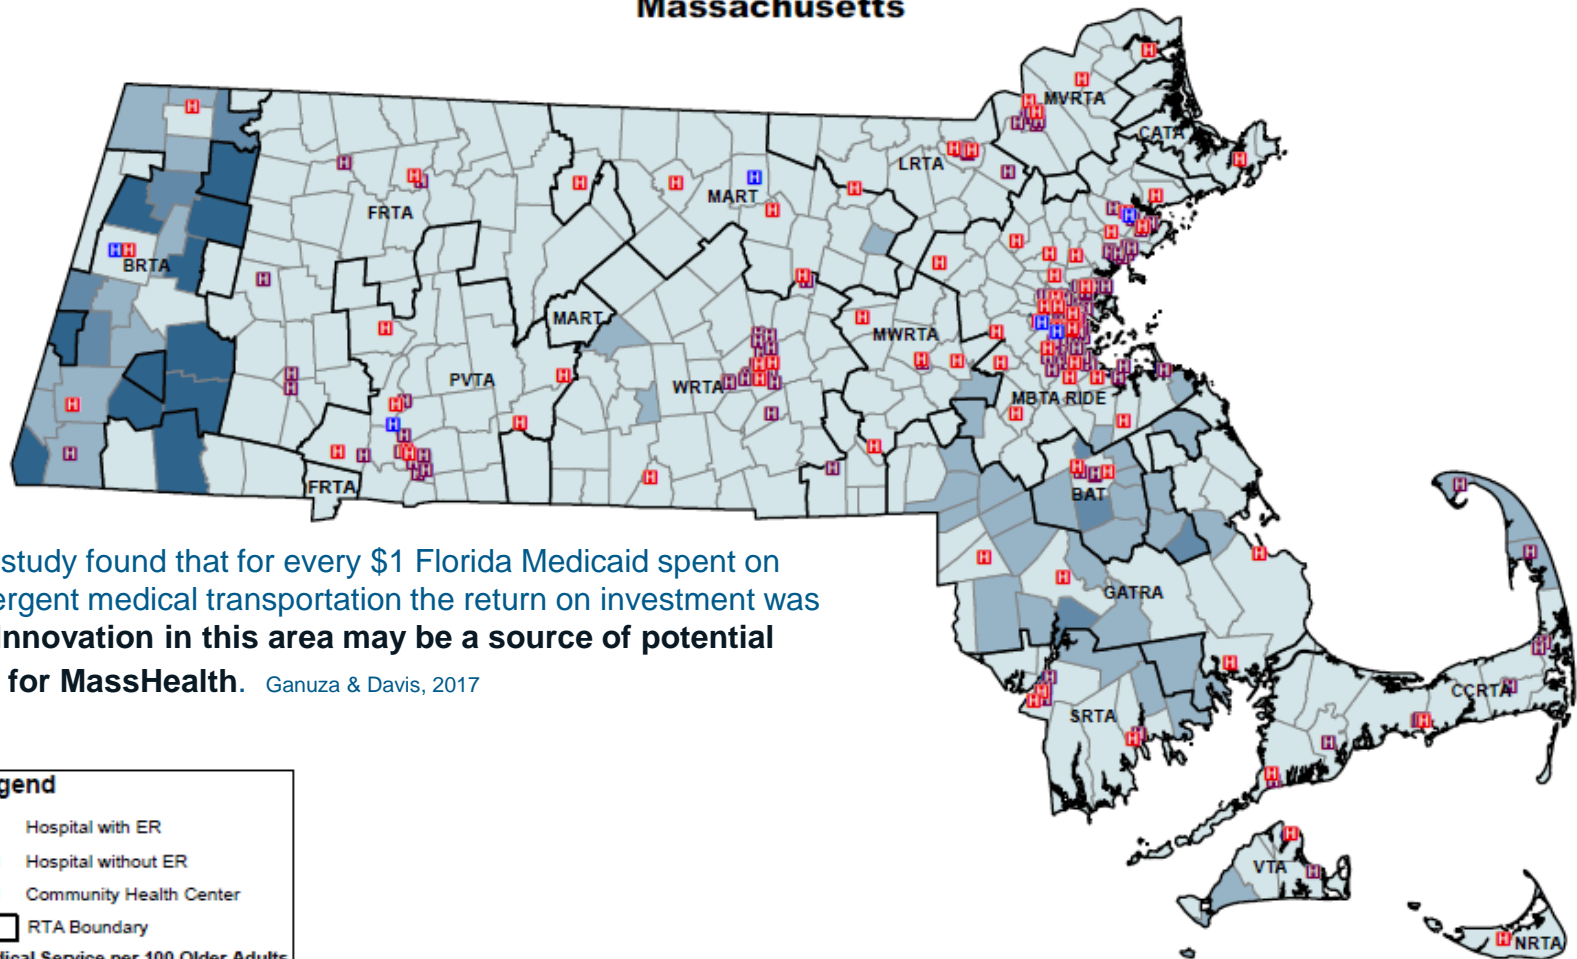 Massachusetts
MVRTA
CATA
LRTA
MART
FRTA
BRTA
MART
MWRTA
PVTA
WRTA
MBTA RIDE
FRTA
BAT
study found that for every $1 Florida Medicaid spent on
ergent medical transportation the return on investment was
Innovation in this area may be a source of potential
for MassHealth. Ganuza & Davis, 2017
GATRA
CCRTA
SRTA
VTA
NRTA
gend
Hospital with ER
Hospital without ER
Community Health Center
RTA Boundary
dical Service per 100 Older Adults